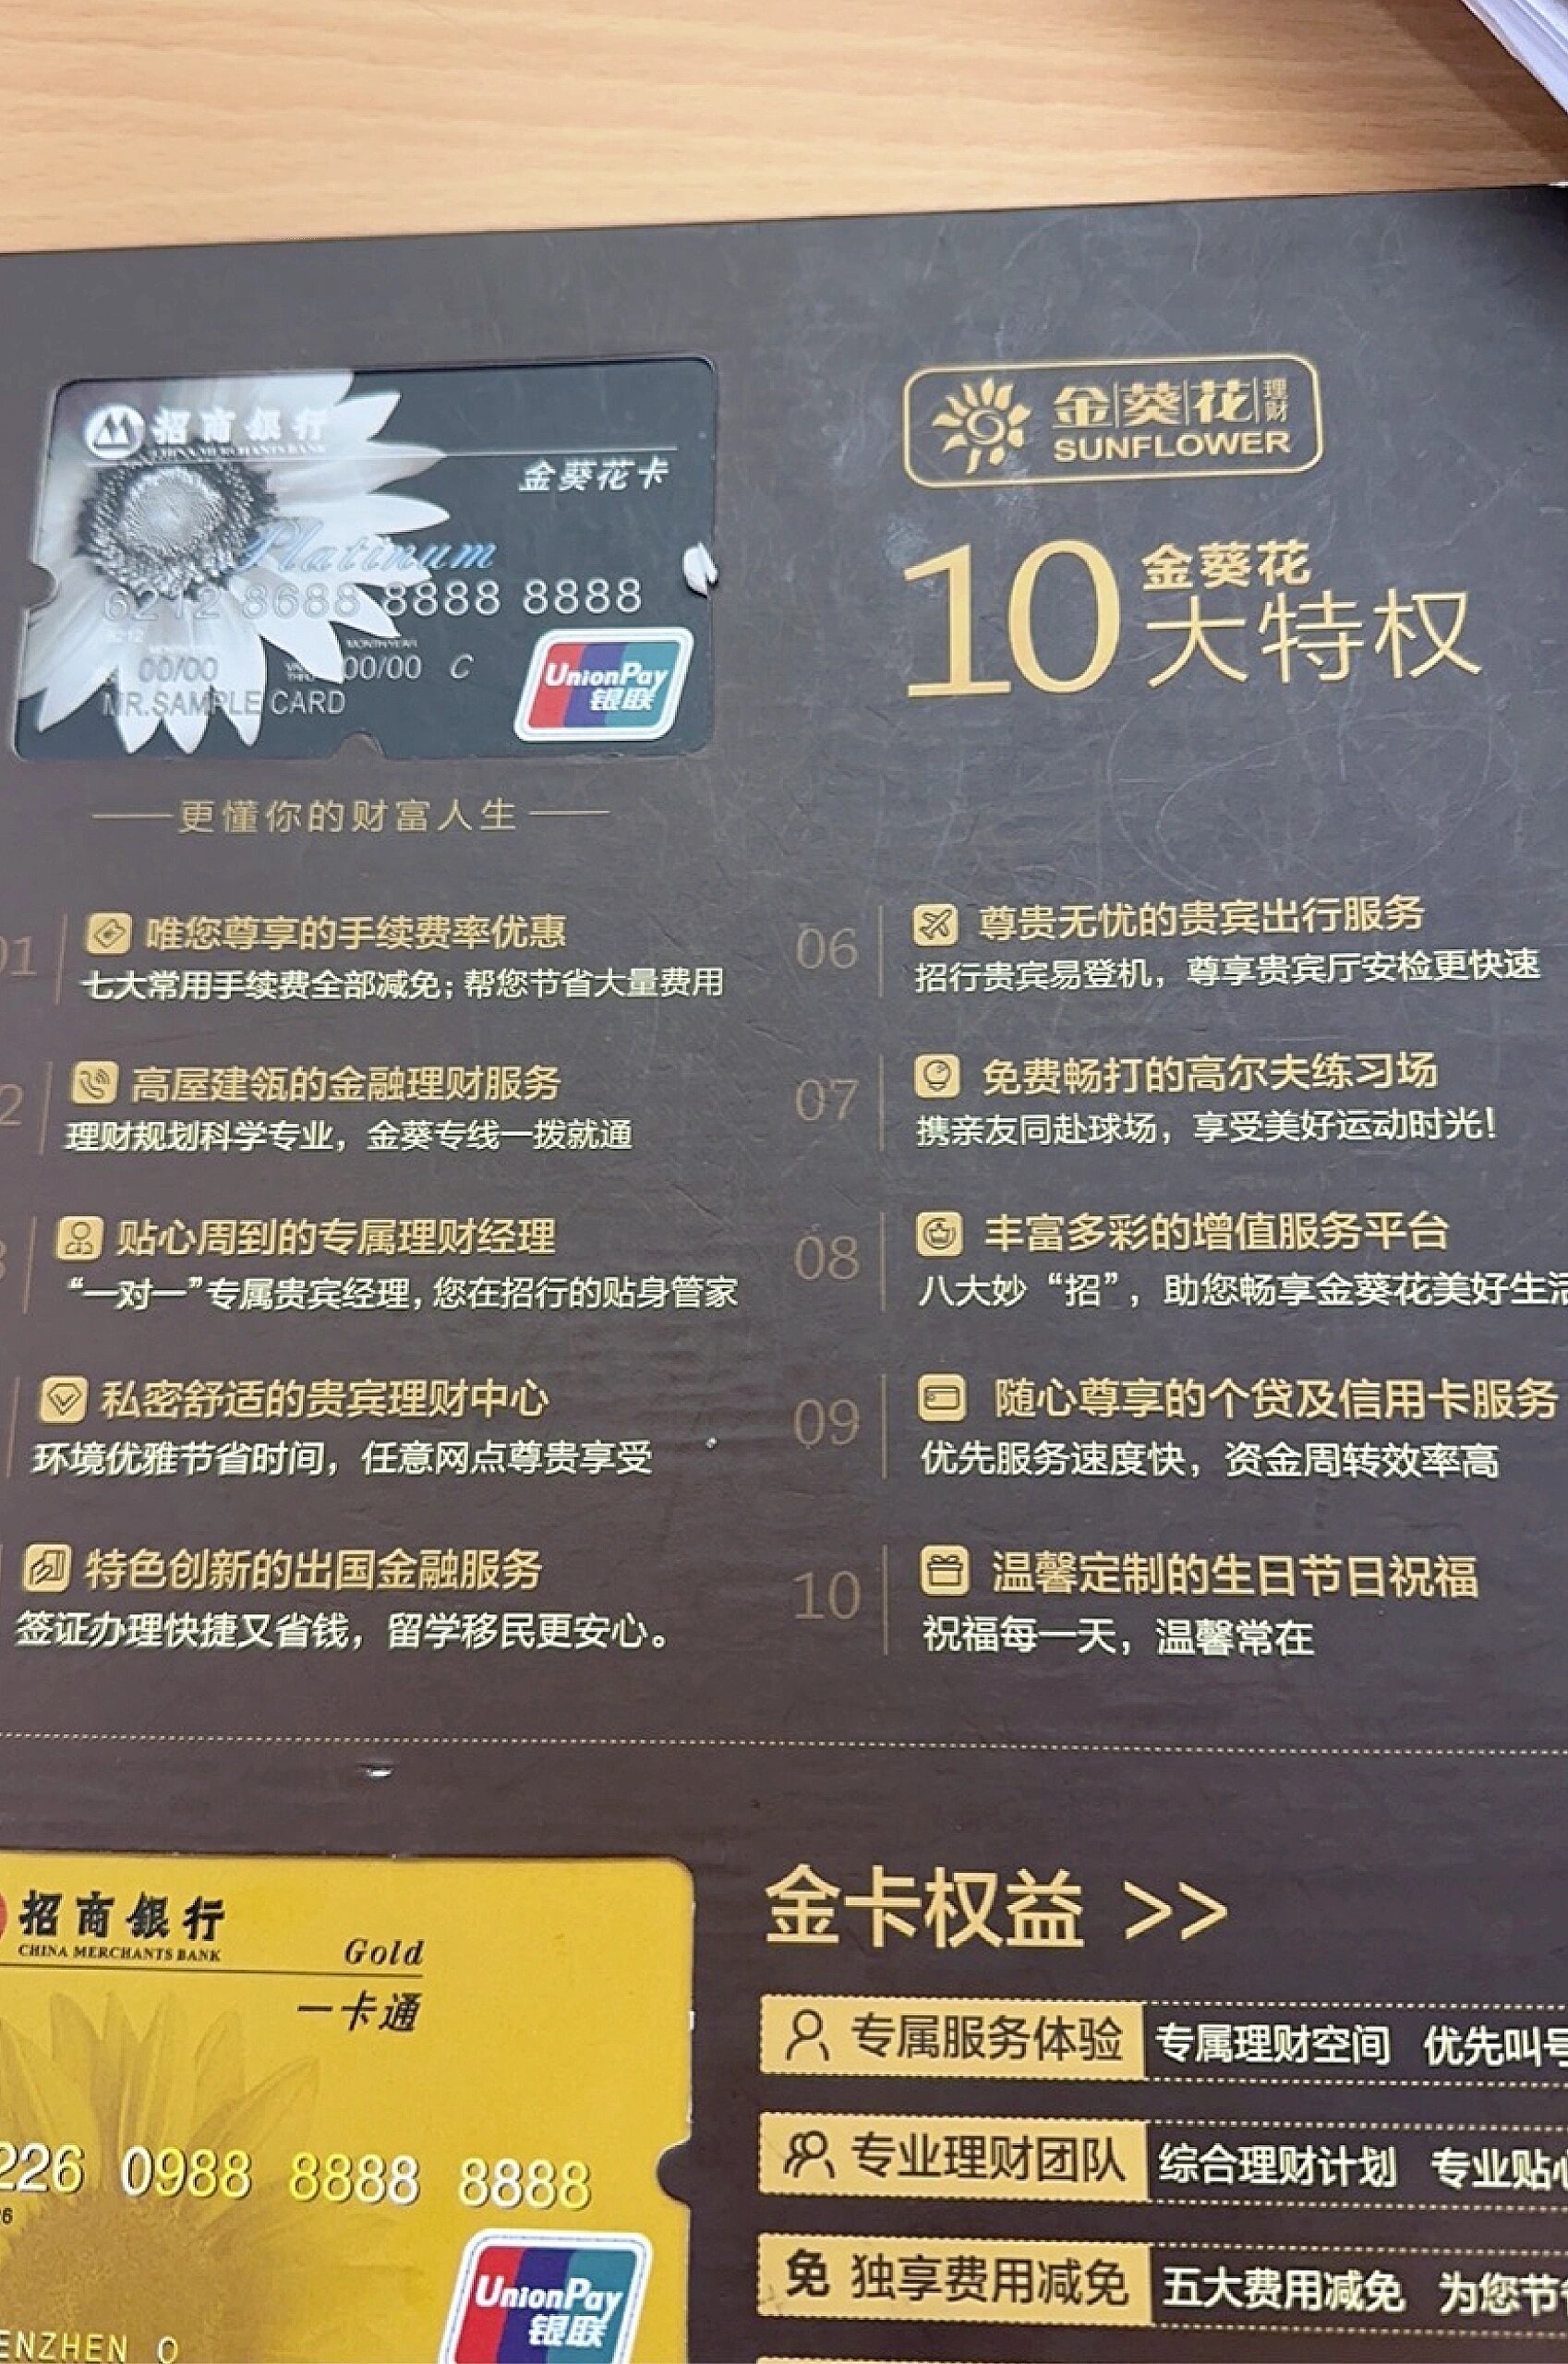 招商银行
CHINA MERCHANTS BANK
金葵花卡
Platinum
6212 8688 8888 8888
6212
MONTH/YEAR
00/00 00/00 C
MR.SAMPLE CARD
UnionPay
银联
更懂你的财富人生
金葵花理财
SUNFLOWER
10金葵花
大特权
01 唯您尊享的手续费率优惠
七大常用手续费全部减免；帮您节省大量费用
2 高屋建瓴的金融理财服务
理财规划科学专业，金葵专线一拨就通
贴心周到的专属理财经理
“一对一”专属贵宾经理，您在招行的贴身管家
私密舒适的贵宾理财中心
环境优雅节省时间，任意网点尊贵享受
特色创新的出国金融服务
签证办理快捷又省钱，留学移民更安心。
06 尊贵无忧的贵宾出行服务
招行贵宾易登机，尊享贵宾厅安检更快速
07 免费畅打的高尔夫练习场
携亲友同赴球场，享受美好运动时光！
08 丰富多彩的增值服务平台
八大妙“招”，助您畅享金葵花美好生活
09 随心尊享的个贷及信用卡服务
优先服务速度快，资金周转效率高
10 温馨定制的生日节日祝福
祝福每一天，温馨常在
招商銀行
CHINA MERCHANTS BANK
Gold
一卡通
226 0988 8888 8888
ENZHEN O
UnionPay
银联
金卡权益 >>
专属服务体验 专属理财空间 优先叫号
专业理财团队 综合理财计划 专业贴心
免 独享费用减免 五大费用减免 为您节